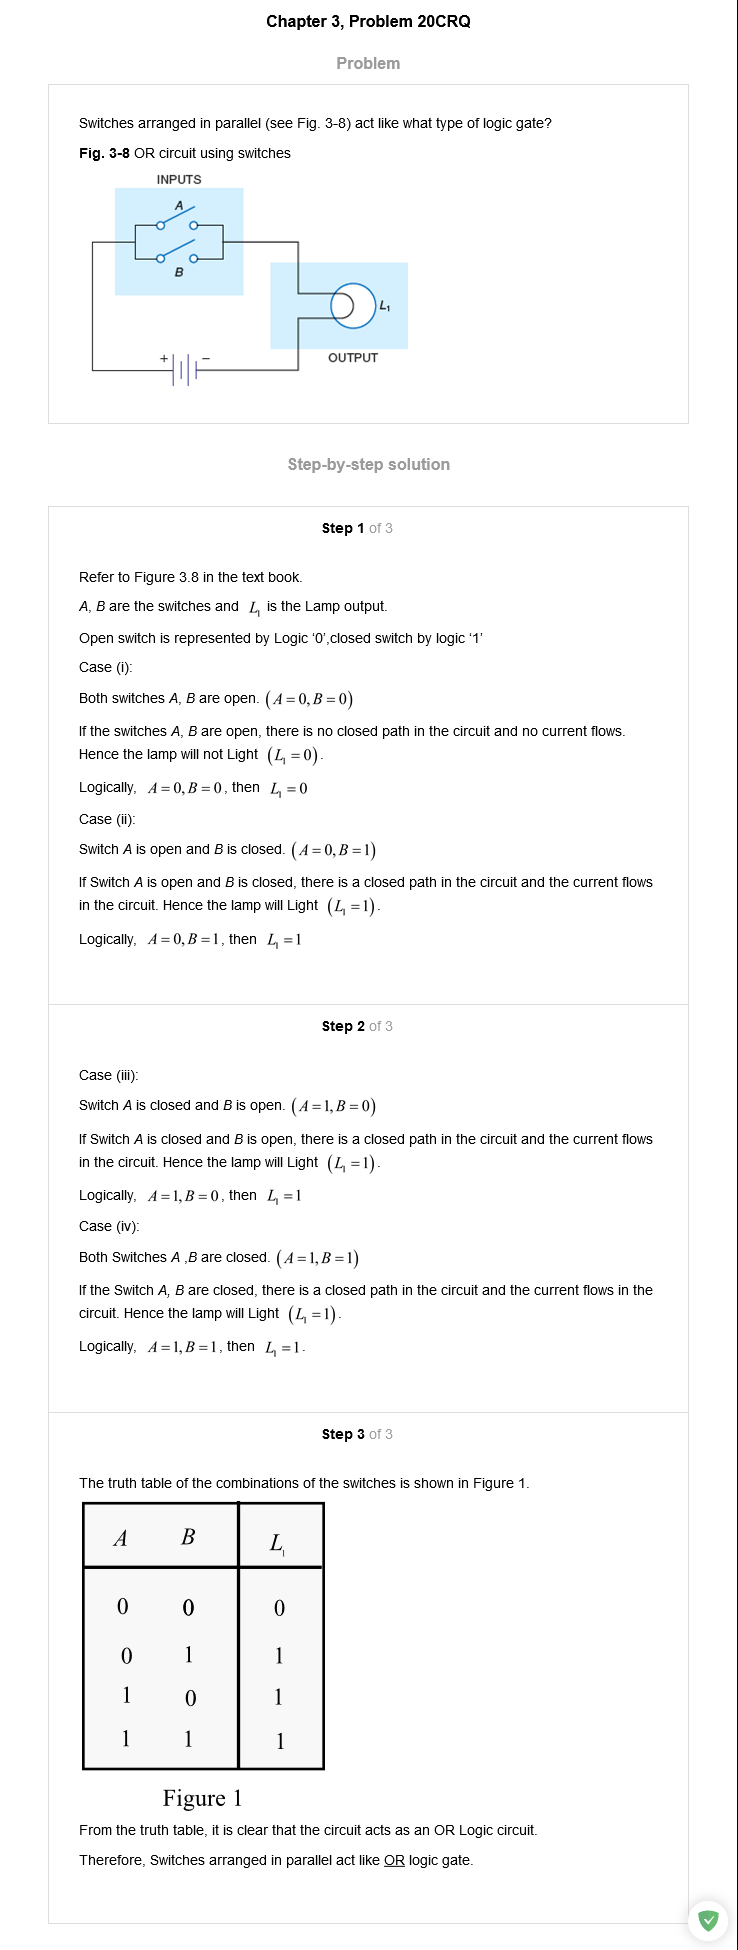 Chapter 3, Problem 20CRQ
Problem
Switches arranged in parallel (see Fig. 3-8) act like what type of logic gate?
Fig. 3-8 OR circuit using switches
INPUTS
A
B
L₁
+ −
OUTPUT
Step-by-step solution
Step 1 of 3
Refer to Figure 3.8 in the text book.
A, B are the switches and L₁ is the Lamp output.
Open switch is represented by Logic ‘0’,closed switch by logic ‘1’
Case (i):
Both switches A, B are open. (A = 0, B = 0)
If the switches A, B are open, there is no closed path in the circuit and no current flows.
Hence the lamp will not Light (L₁ = 0).
Logically, A = 0, B = 0, then L₁ = 0
Case (ii):
Switch A is open and B is closed. (A = 0, B = 1)
If Switch A is open and B is closed, there is a closed path in the circuit and the current flows
in the circuit. Hence the lamp will Light (L₁ = 1).
Logically, A = 0, B = 1, then L₁ = 1
Step 2 of 3
Case (iii):
Switch A is closed and B is open. (A = 1, B = 0)
If Switch A is closed and B is open, there is a closed path in the circuit and the current flows
in the circuit. Hence the lamp will Light (L₁ = 1).
Logically, A = 1, B = 0, then L₁ = 1
Case (iv):
Both Switches A ,B are closed. (A = 1, B = 1)
If the Switch A, B are closed, there is a closed path in the circuit and the current flows in the
circuit. Hence the lamp will Light (L₁ = 1).
Logically, A = 1, B = 1, then L₁ = 1.
Step 3 of 3
The truth table of the combinations of the switches is shown in Figure 1.
A B L₁
0 0 0
0 1 1
1 0 1
1 1 1
Figure 1
From the truth table, it is clear that the circuit acts as an OR Logic circuit.
Therefore, Switches arranged in parallel act like OR logic gate.